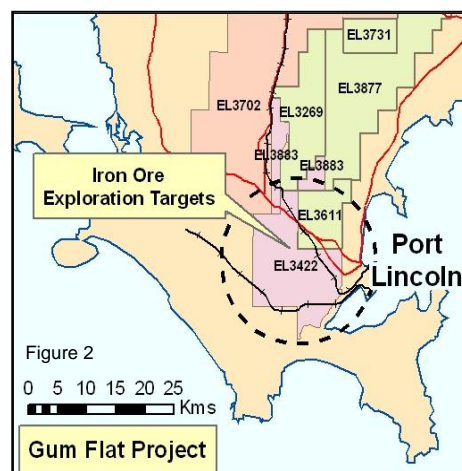 EL3731
EL3877
EL3702
EL3269
EL3883
EL3883
Iron Ore
Exploration Targets
EL3611
Port
Lincoln
EL3422
Figure 2
0 5 10 15 20 25
Kms
Gum Flat Project